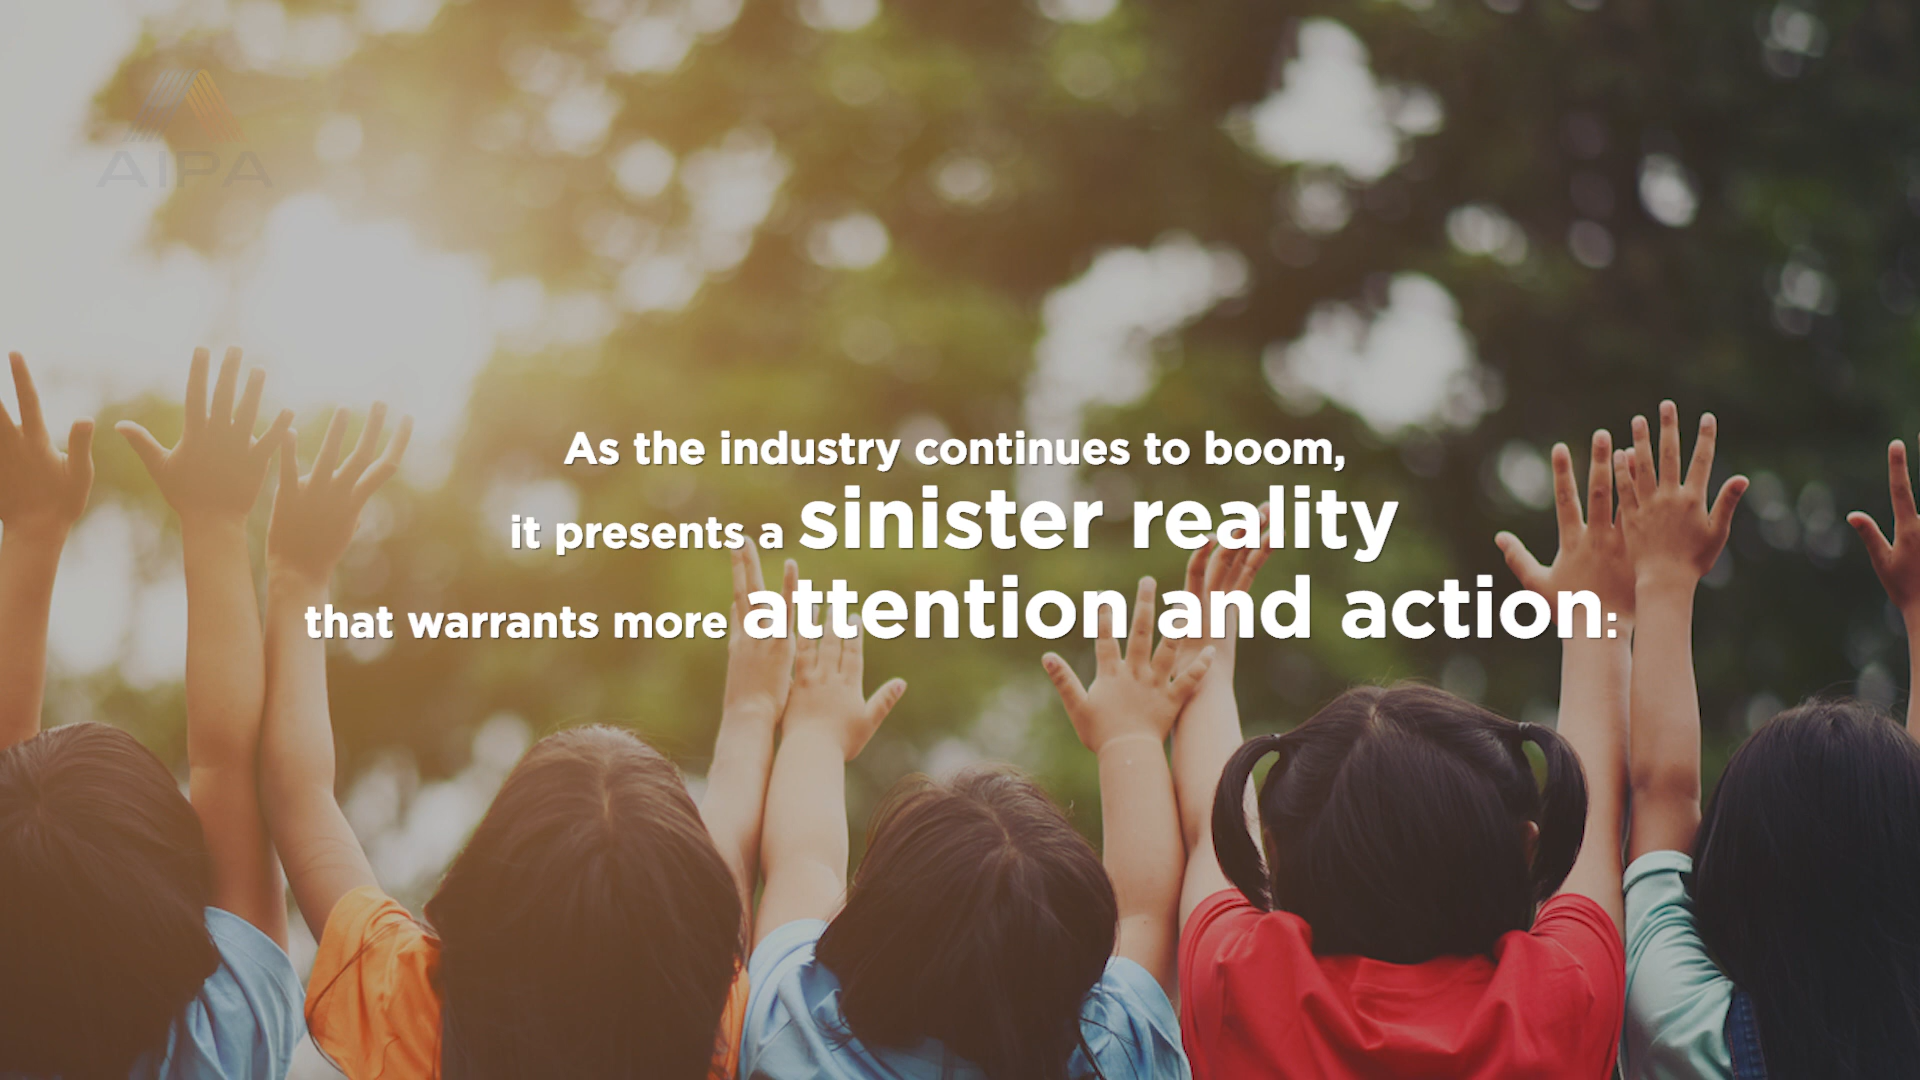 AIPA
As the industry continues to boom,
it presents a sinister reality
that warrants more attention and action: